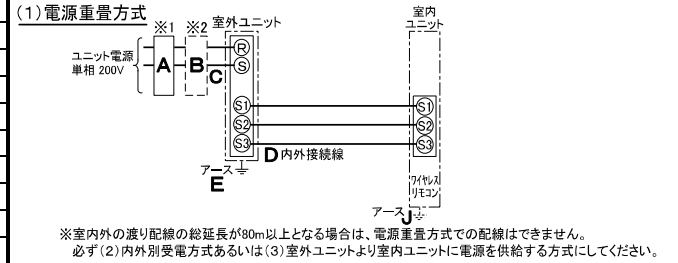 (1)電源重畳方式
※1 ※2 室外ユニット 室内
ユニット
ユニット電源
単相 200V
A B C
R
S
S1 S1
S2 S2
S3 S3
D 内外接続線
アース
E
ワイヤレス
リモコン
アース J
※室内外の渡り配線の総延長が80m以上となる場合は、電源重畳方式での配線はできません。
必ず(2)内外別受電方式あるいは(3)室外ユニットより室内ユニットに電源を供給する方式にしてください。